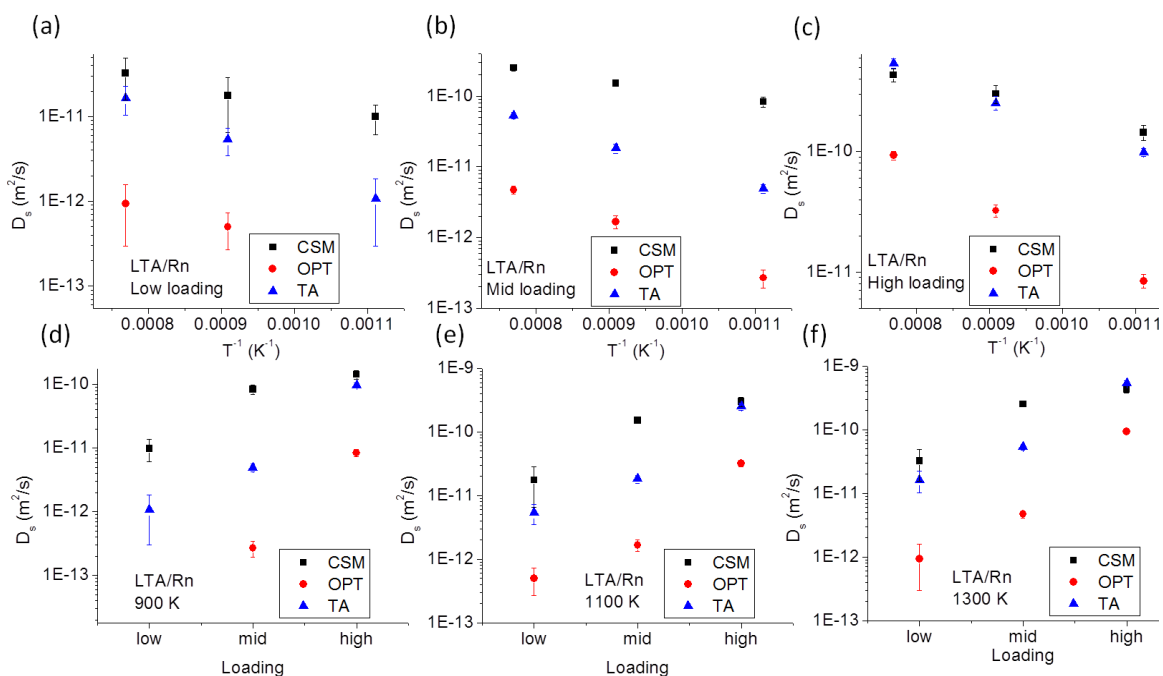 (a)
D_s (m²/s)
1E-11
1E-12
1E-13
LTA/Rn
Low loading
CSM
OPT
TA
0.0008 0.0009 0.0010 0.0011
T⁻¹ (K⁻¹)
(b)
D_s (m²/s)
1E-10
1E-11
1E-12
1E-13
LTA/Rn
Mid loading
CSM
OPT
TA
0.0008 0.0009 0.0010 0.0011
T⁻¹ (K⁻¹)
(c)
D_s (m²/s)
1E-10
1E-11
LTA/Rn
High loading
CSM
OPT
TA
0.0008 0.0009 0.0010 0.0011
T⁻¹ (K⁻¹)
(d)
D_s (m²/s)
1E-10
1E-11
1E-12
1E-13
LTA/Rn
900 K
CSM
OPT
TA
low mid high
Loading
(e)
D_s (m²/s)
1E-9
1E-10
1E-11
1E-12
1E-13
LTA/Rn
1100 K
CSM
OPT
TA
low mid high
Loading
(f)
D_s (m²/s)
1E-9
1E-10
1E-11
1E-12
1E-13
LTA/Rn
1300 K
CSM
OPT
TA
low mid high
Loading